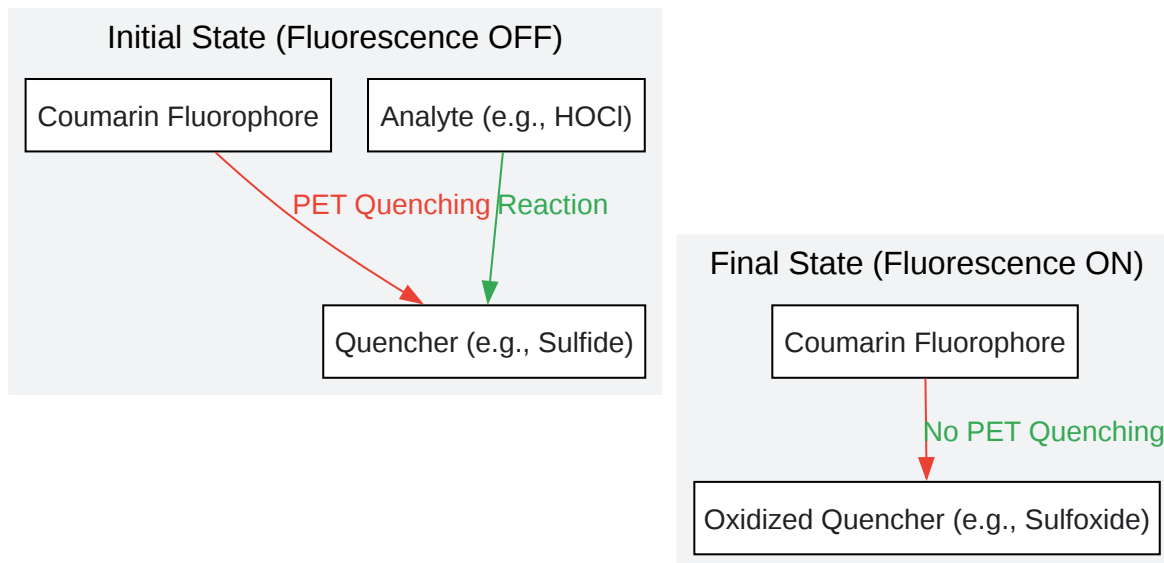 Initial State (Fluorescence OFF)
Coumarin Fluorophore
Analyte (e.g., HOCl)
PET Quenching
Reaction
Quencher (e.g., Sulfide)
Final State (Fluorescence ON)
Coumarin Fluorophore
No PET Quenching
Oxidized Quencher (e.g., Sulfoxide)